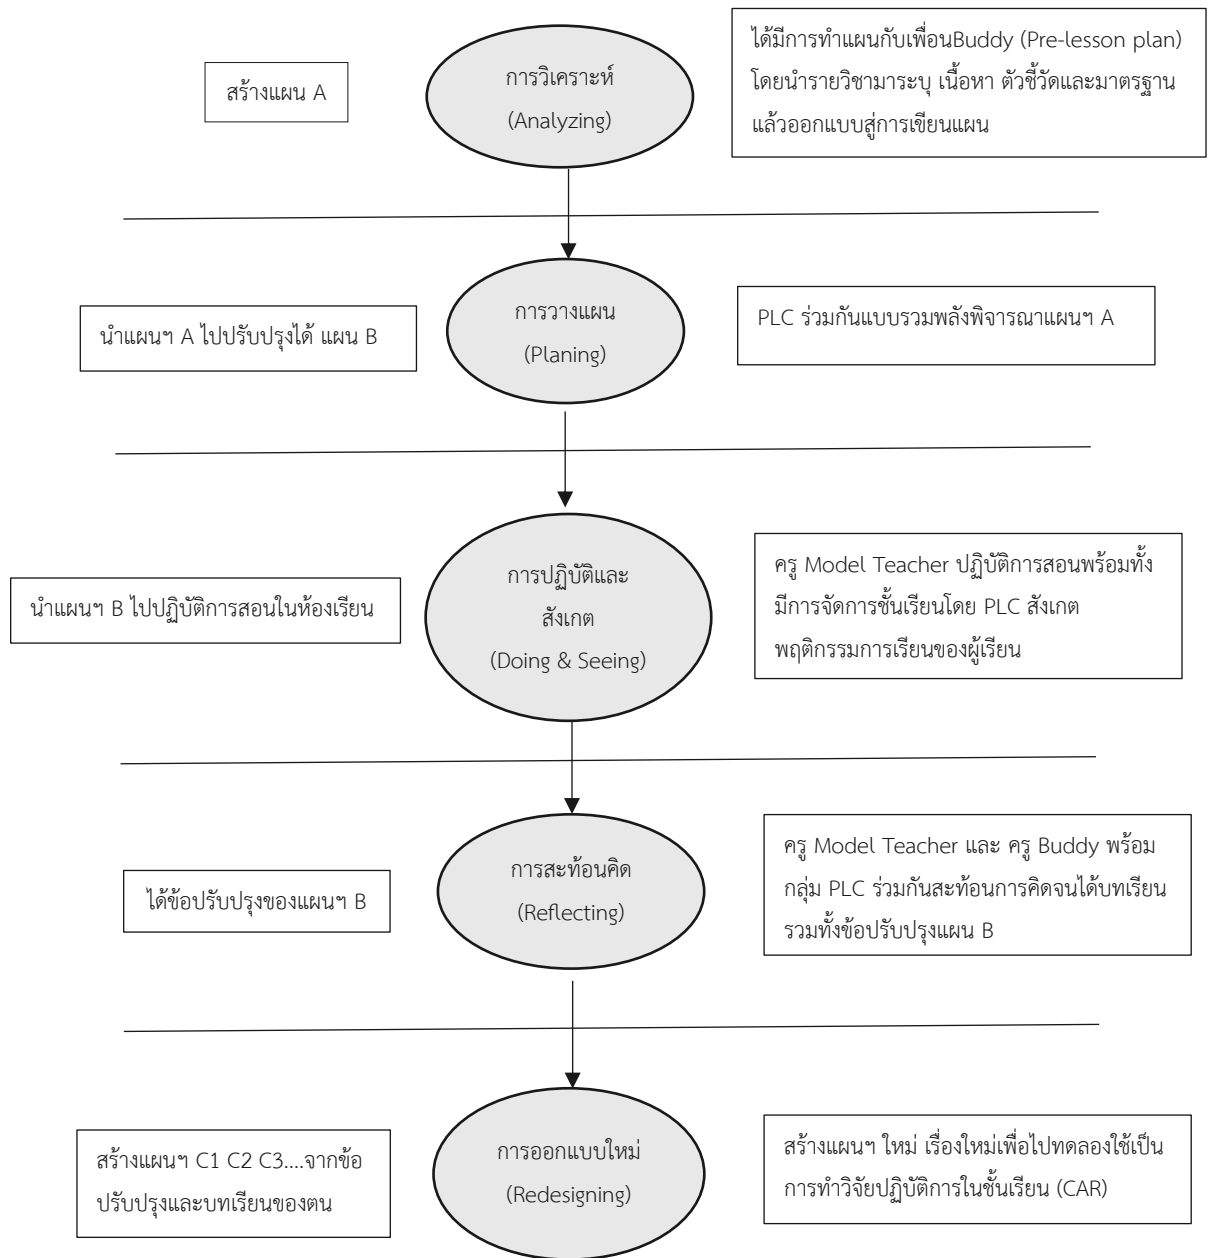 สร้างแผน A
การวิเคราะห์
(Analyzing)
ได้มีการทำแผนกับเพื่อนBuddy (Pre-lesson plan)
โดยนำรายวิชามาระบุ เนื้อหา ตัวชี้วัดและมาตรฐาน
แล้วออกแบบสู่การเขียนแผน
นำแผนฯ A ไปปรับปรุงได้ แผน B
การวางแผน
(Planing)
PLC ร่วมกันแบบรวมพลังพิจารณาแผนฯ A
นำแผนฯ B ไปปฏิบัติการสอนในห้องเรียน
การปฏิบัติและ
สังเกต
(Doing & Seeing)
ครู Model Teacher ปฏิบัติการสอนพร้อมทั้ง
มีการจัดการชั้นเรียนโดย PLC สังเกต
พฤติกรรมการเรียนของผู้เรียน
ได้ข้อปรับปรุงของแผนฯ B
การสะท้อนคิด
(Reflecting)
ครู Model Teacher และ ครู Buddy พร้อม
กลุ่ม PLC ร่วมกันสะท้อนการคิดจนได้บทเรียน
รวมทั้งข้อปรับปรุงแผน B
สร้างแผนฯ C1 C2 C3....จากข้อ
ปรับปรุงและบทเรียนของตน
การออกแบบใหม่
(Redesigning)
สร้างแผนฯ ใหม่ เรื่องใหม่เพื่อไปทดลองใช้เป็น
การทำวิจัยปฏิบัติการในชั้นเรียน (CAR)